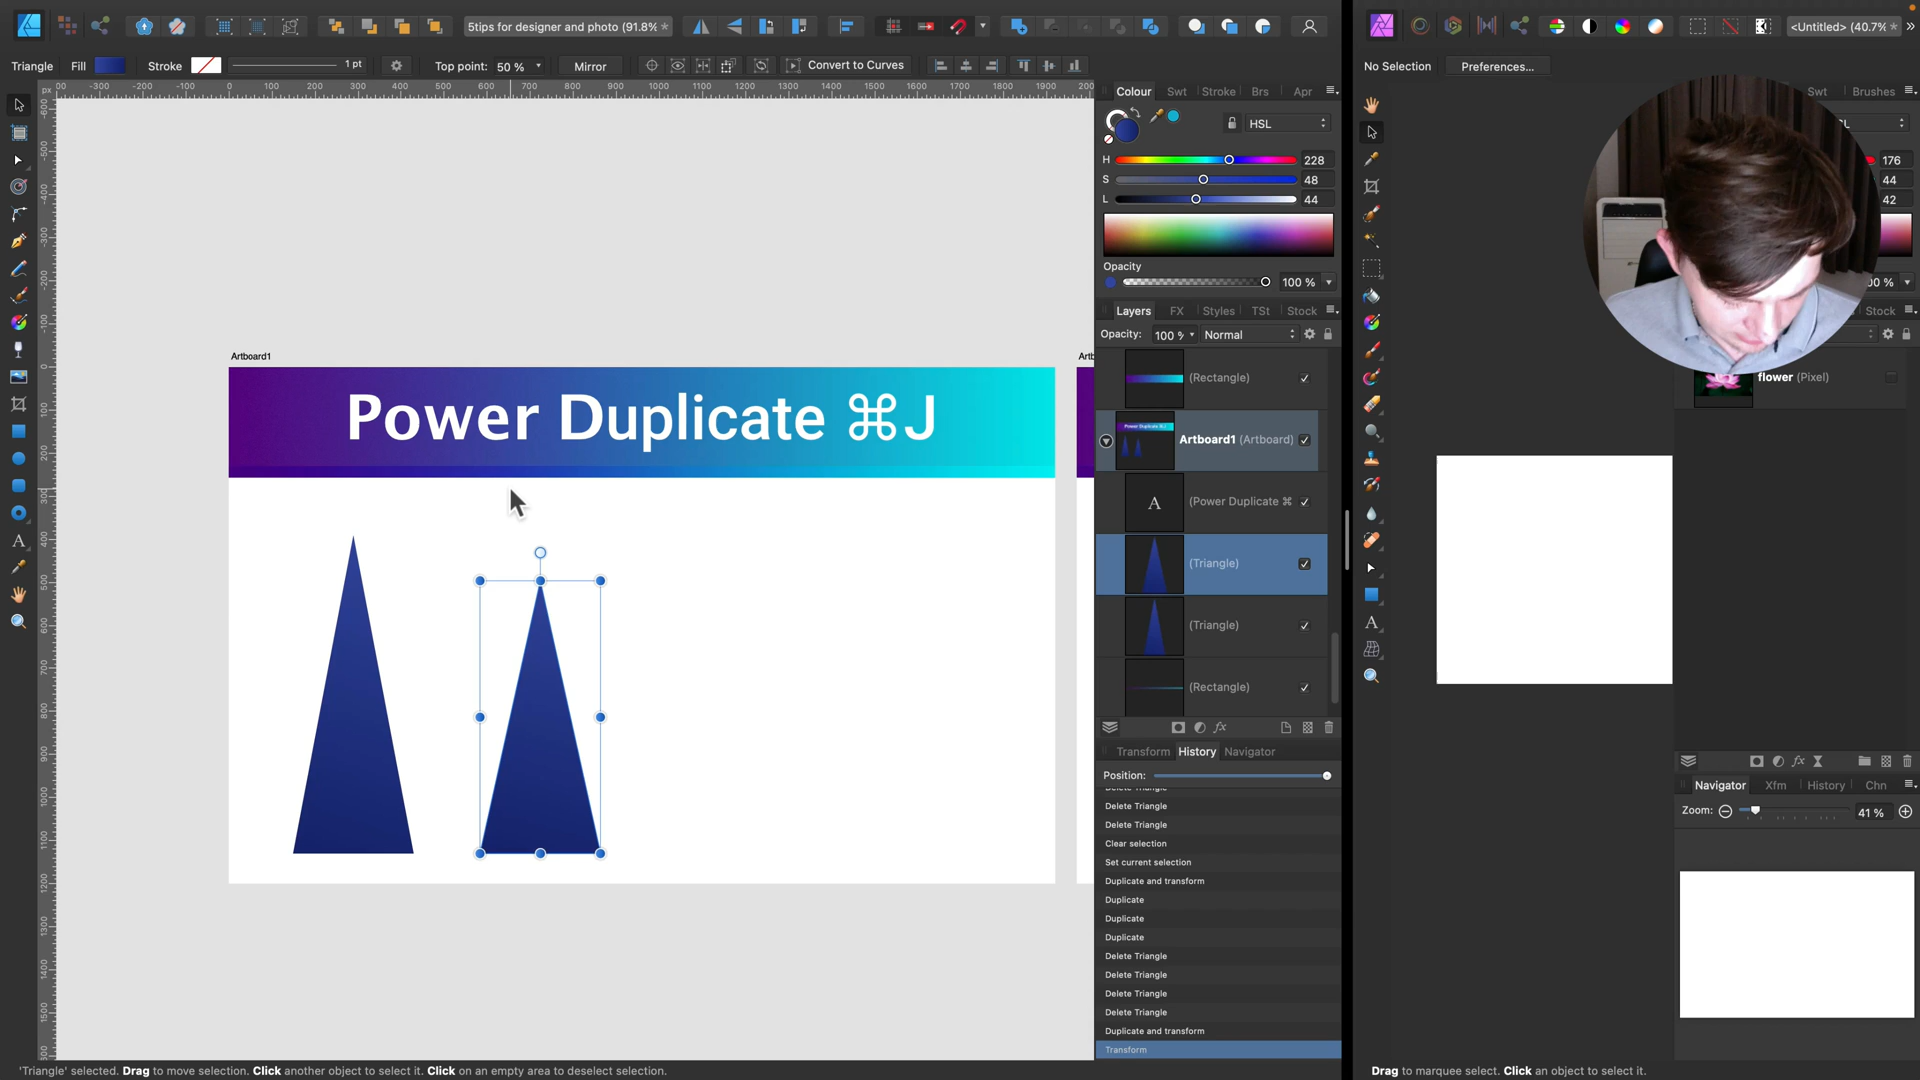 5tips for designer and photo (91.8% *
<Untitled> (40.7% *
Triangle Fill Stroke 1 pt Top point: 50 % Mirror Convert to Curves
No Selection Preferences...
px
Colour Swt Stroke Brs Apr
Swt Brushes
HSL
H 228
S 48
L 44
176
44
42
Opacity
100 %
Layers FX Styles TSt Stock
Stock
Opacity: 100 % Normal
(Rectangle)
Artboard1 (Artboard)
(Power Duplicate ⌘
(Triangle)
(Triangle)
(Rectangle)
flower (Pixel)
Artboard1
Power Duplicate ⌘J
A
Transform History Navigator
Position:
Delete Triangle
Delete Triangle
Delete Triangle
Clear selection
Set current selection
Duplicate and transform
Duplicate
Duplicate
Duplicate
Delete Triangle
Delete Triangle
Delete Triangle
Delete Triangle
Duplicate and transform
Transform
Navigator Xfm History Chn
Zoom: 41 %
'Triangle' selected. Drag to move selection. Click another object to select it. Click on an empty area to deselect selection.
Drag to marquee select. Click an object to select it.